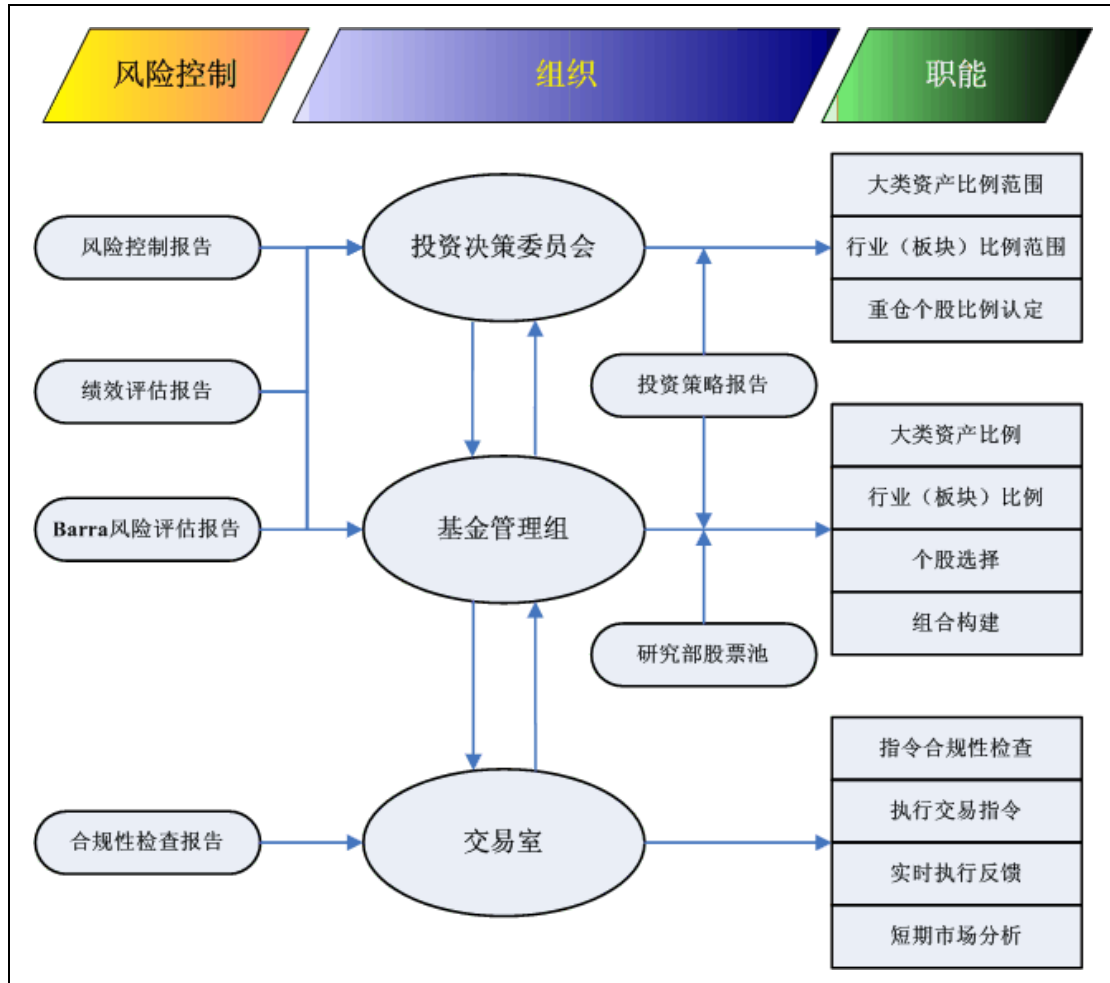 风险控制
组织
职能
风险控制报告
绩效评估报告
Barra风险评估报告
合规性检查报告
投资决策委员会
基金管理组
交易室
投资策略报告
研究部股票池
大类资产比例范围
行业（板块）比例范围
重仓个股比例认定
大类资产比例
行业（板块）比例
个股选择
组合构建
指令合规性检查
执行交易指令
实时执行反馈
短期市场分析